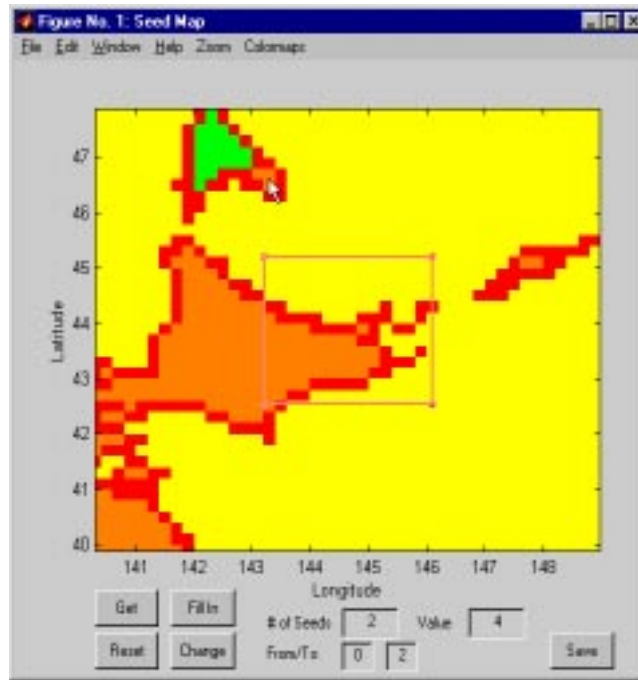 Figure No. 1: Seed Map
File Edit Window Help Zoom Colormaps
47
46
45
44
43
42
41
40
Latitude
141 142 143 144 145 146 147 148
Longitude
Get Fill In # of Seeds 2 Value 4
Reset Change From/To: 0 2 Save